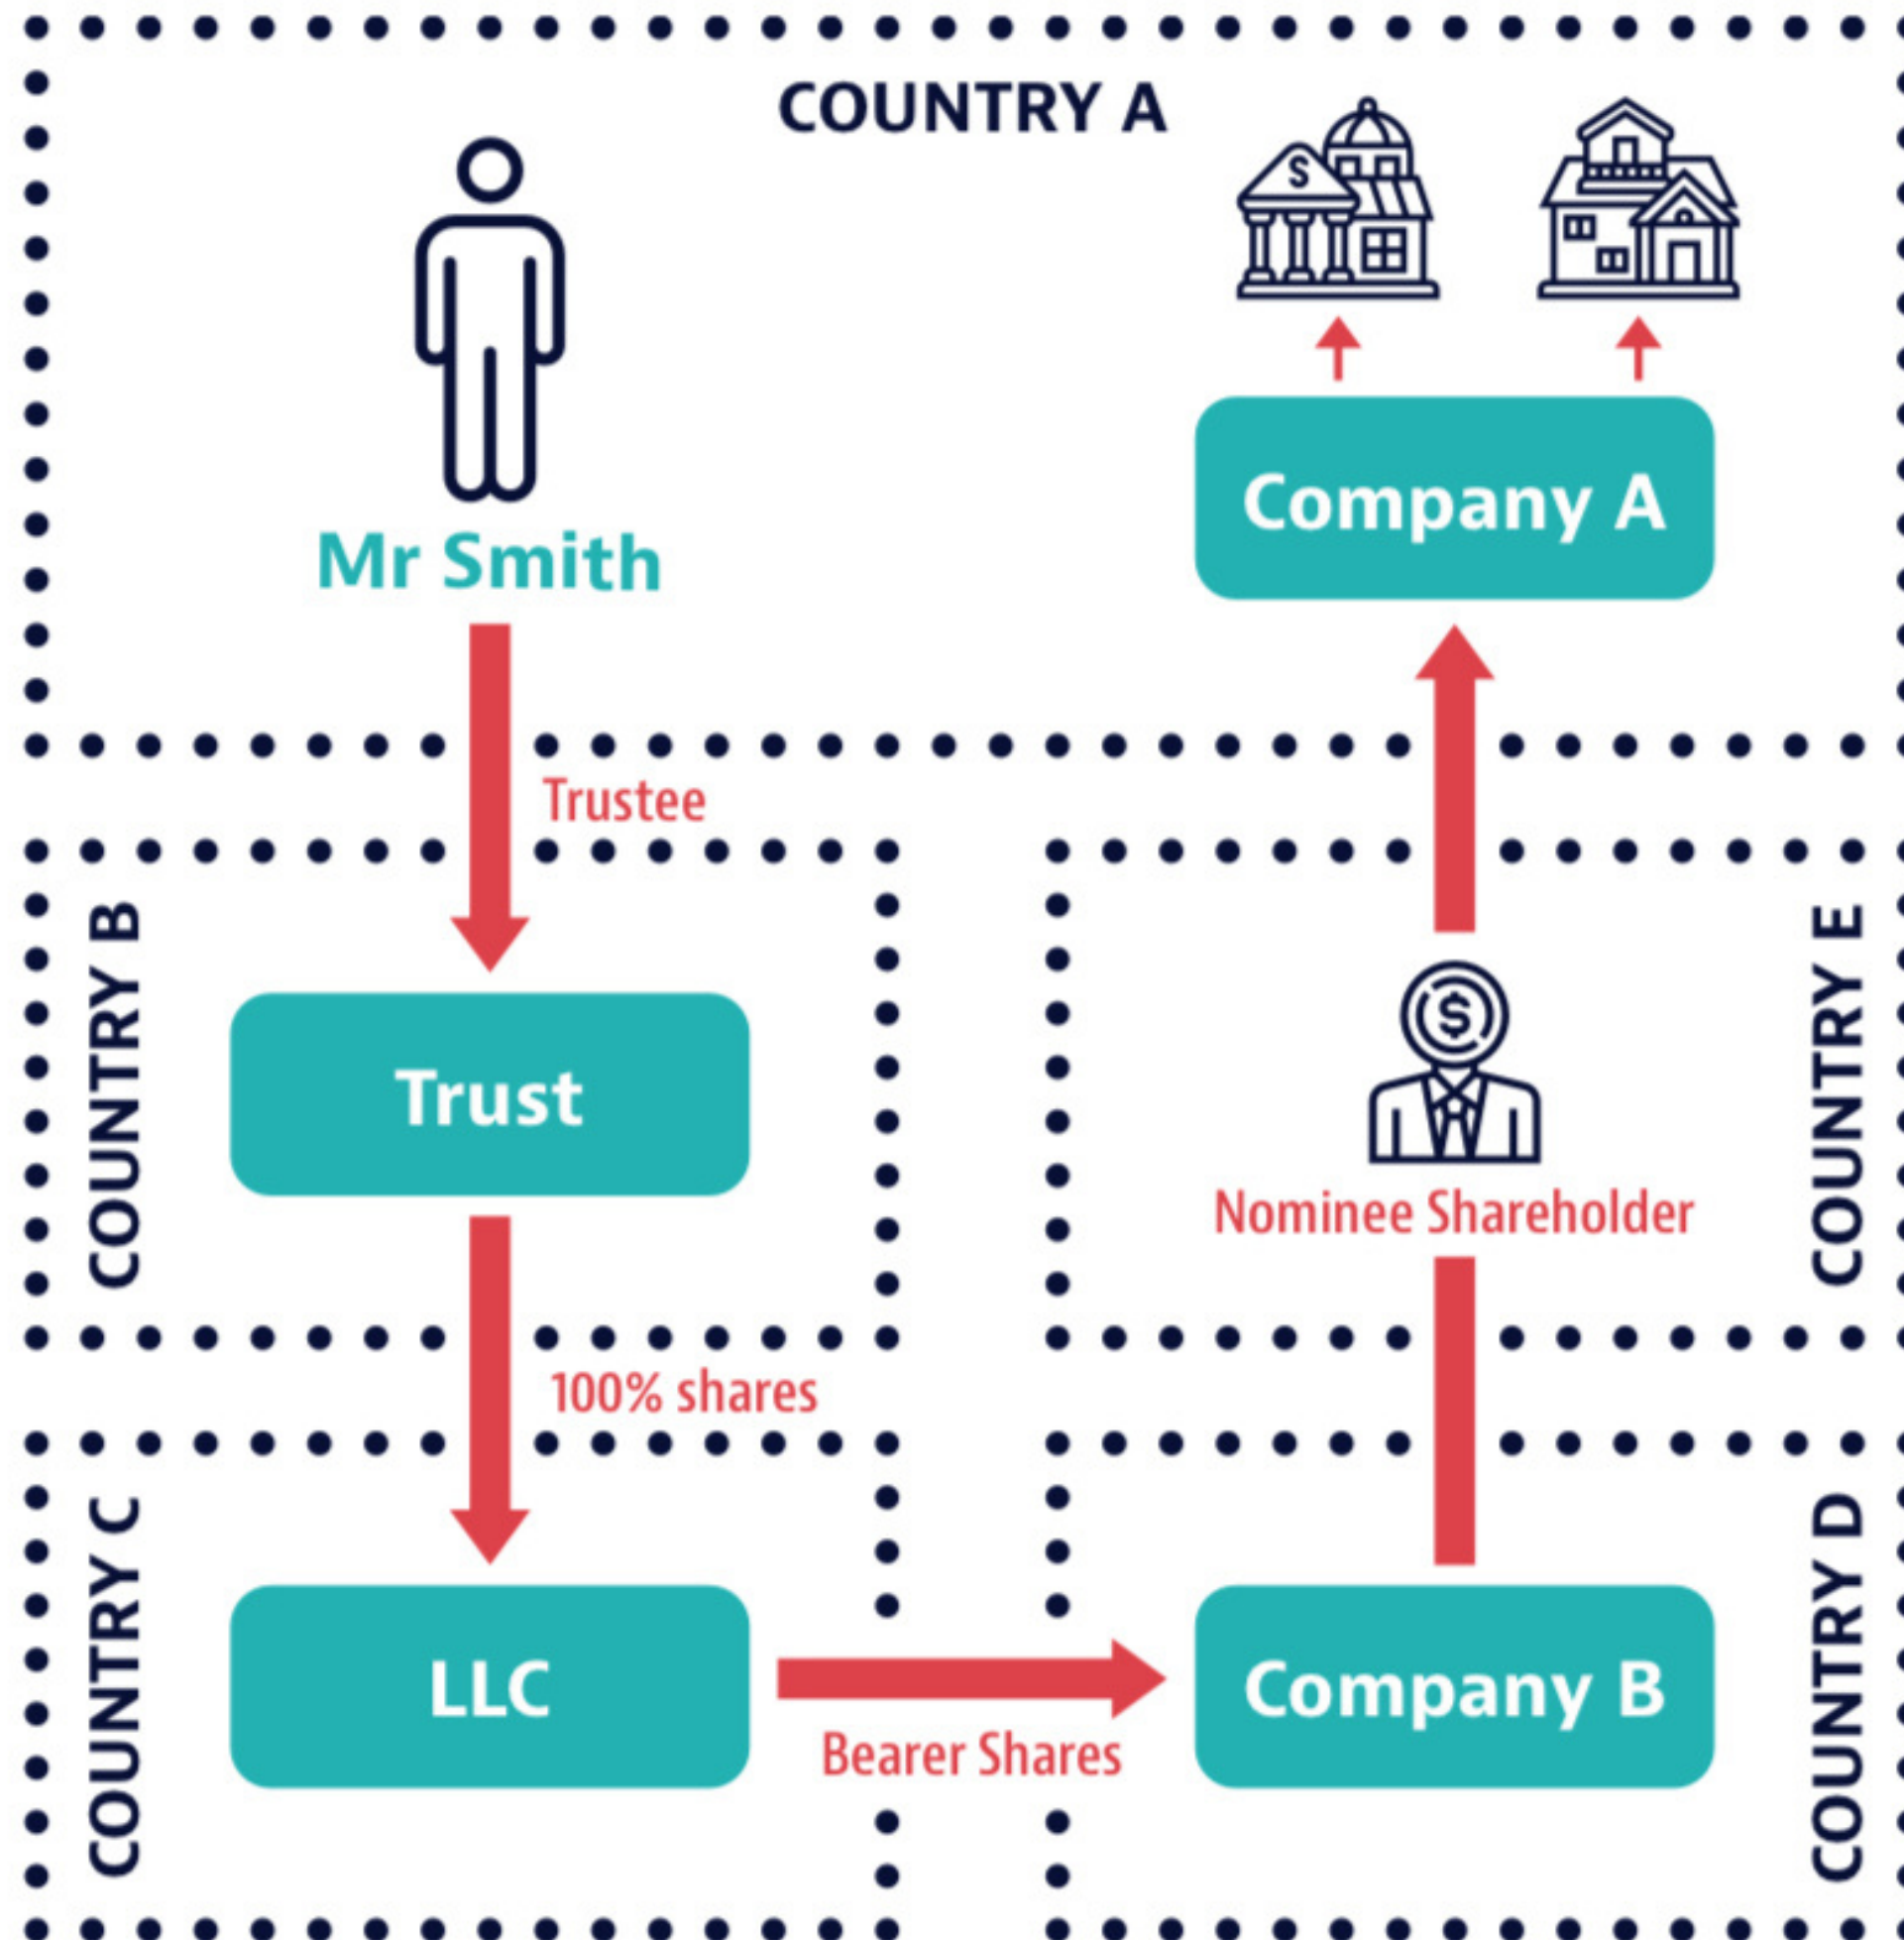 COUNTRY A
$
Mr Smith
Company A
Trustee
COUNTRY B
Trust
COUNTRY E
$
Nominee Shareholder
100% shares
COUNTRY C
LLC
Bearer Shares
Company B
COUNTRY D